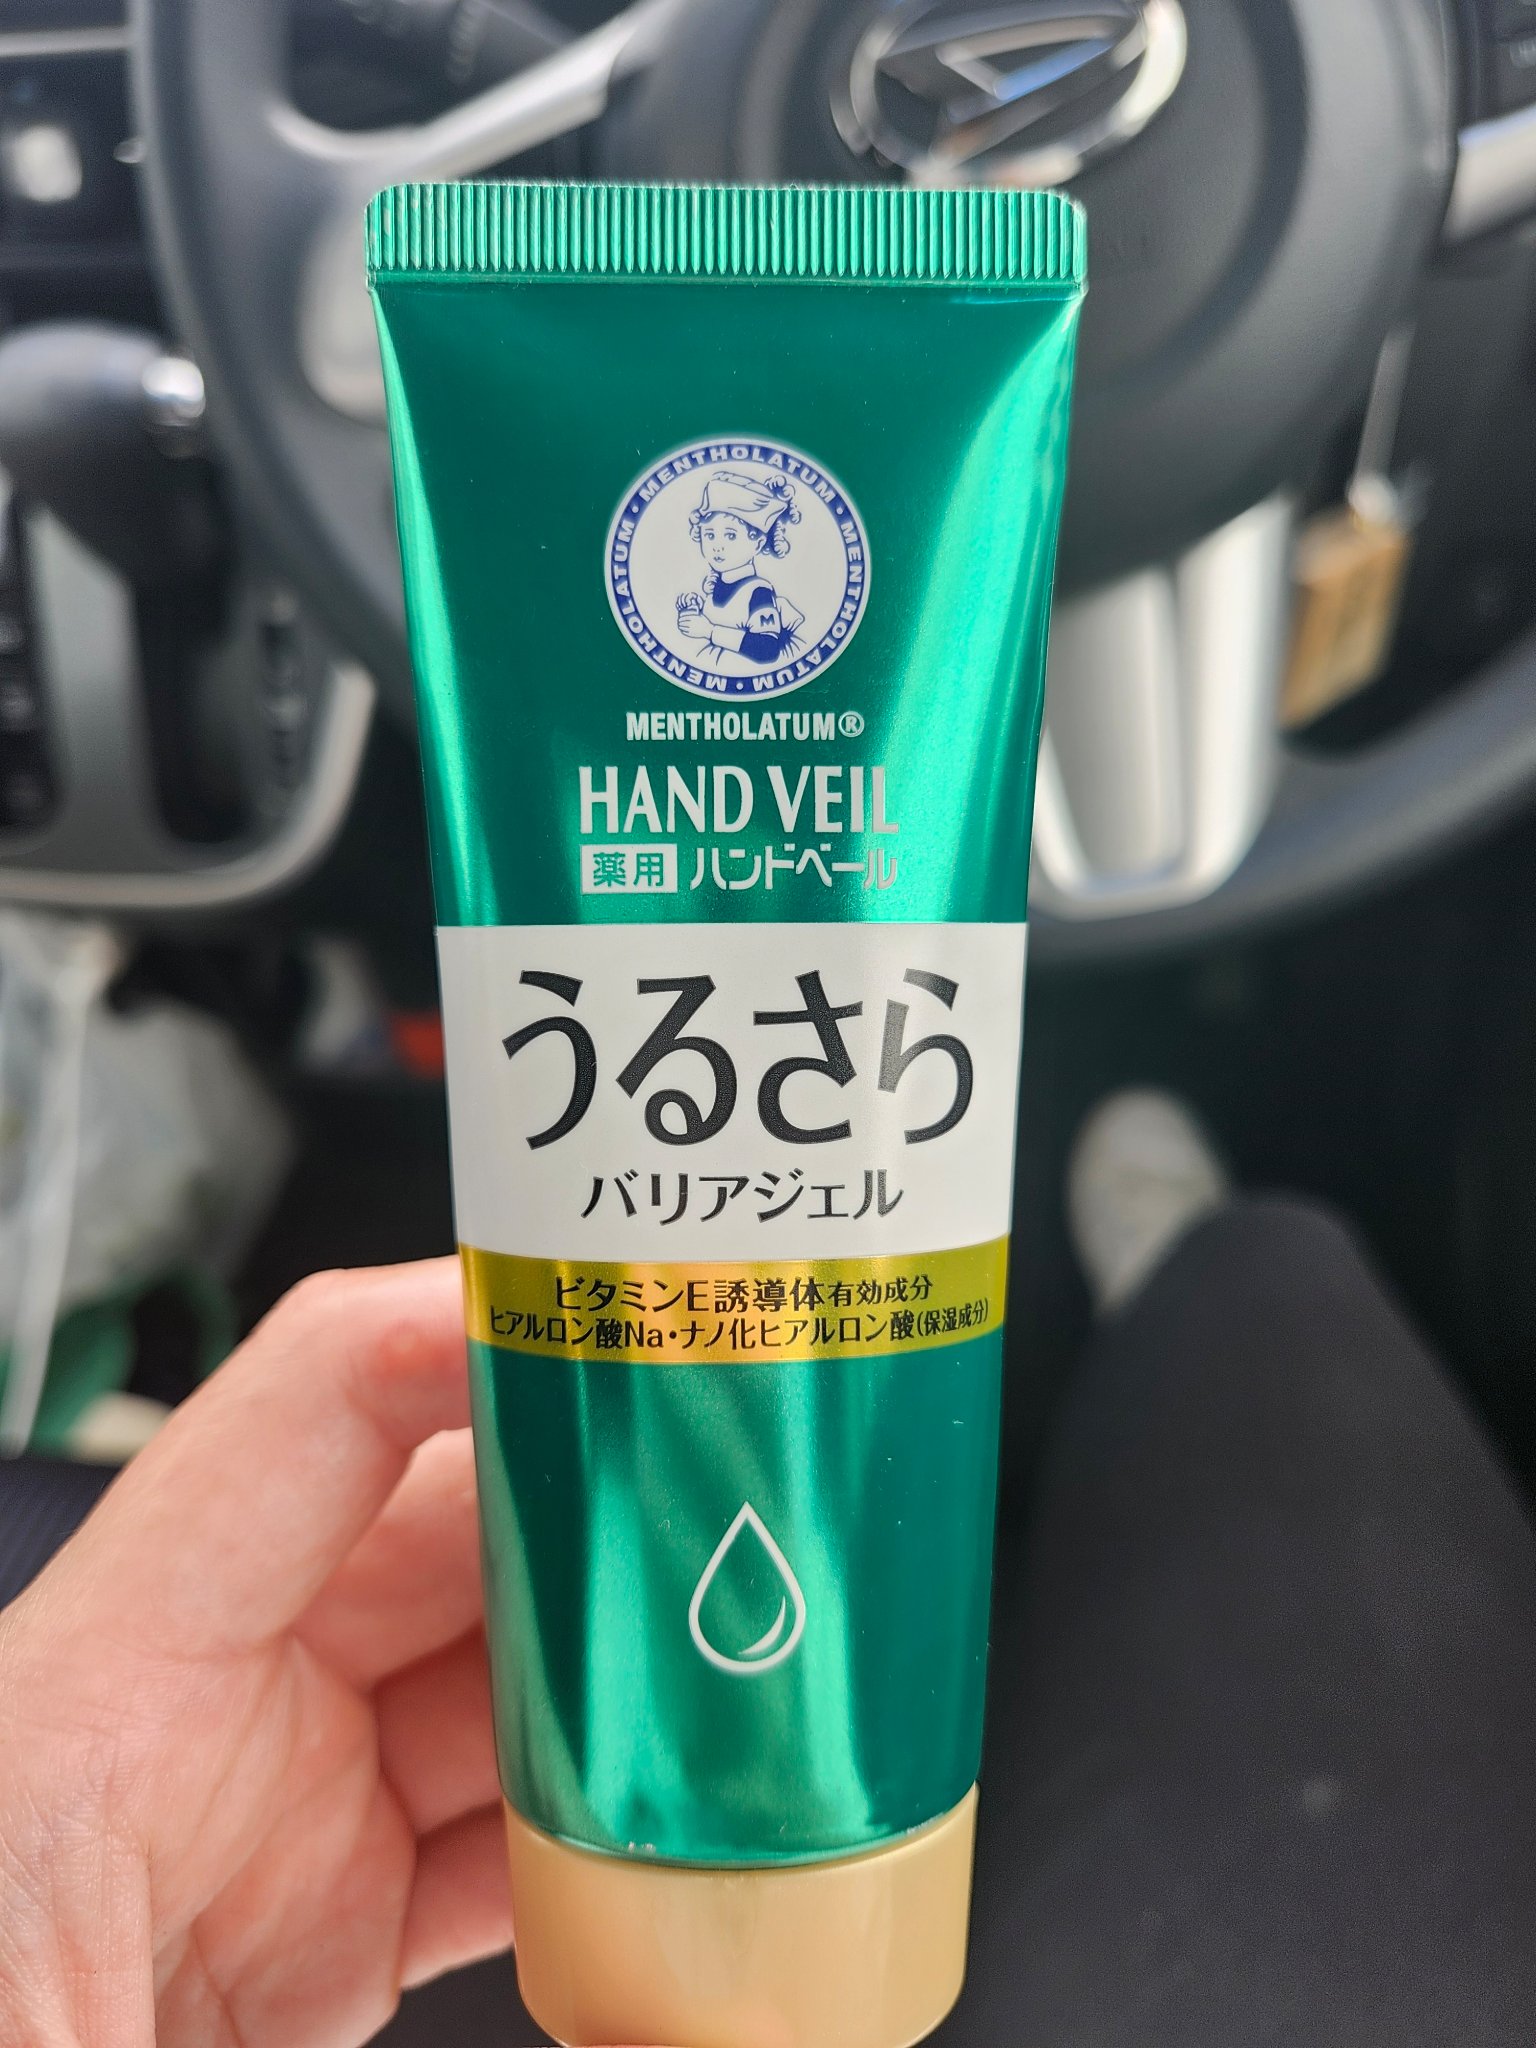 MENTHOLATUM・MENTHOLATUM・MENTHOLATUM・MENTHOLATUM・
M
MENTHOLATUM®
HAND VEIL
薬用 ハンドベール
うるさら
バリアジェル
ビタミンE誘導体有効成分
ヒアルロン酸Na・ナノ化ヒアルロン酸(保湿成分)